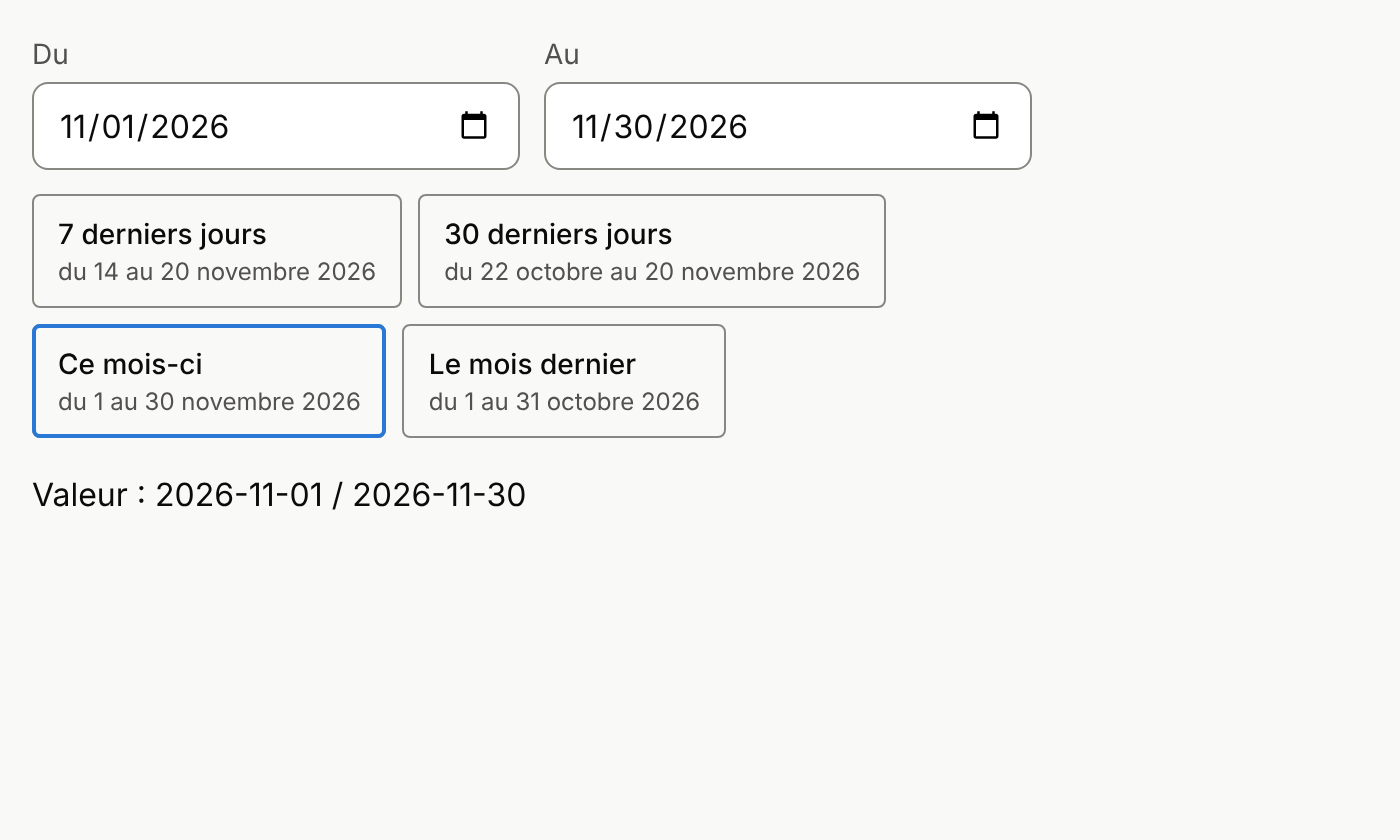 Du
Au
11/01/2026
11/30/2026
7 derniers jours
du 14 au 20 novembre 2026
30 derniers jours
du 22 octobre au 20 novembre 2026
Ce mois-ci
du 1 au 30 novembre 2026
Le mois dernier
du 1 au 31 octobre 2026
Valeur : 2026-11-01 / 2026-11-30